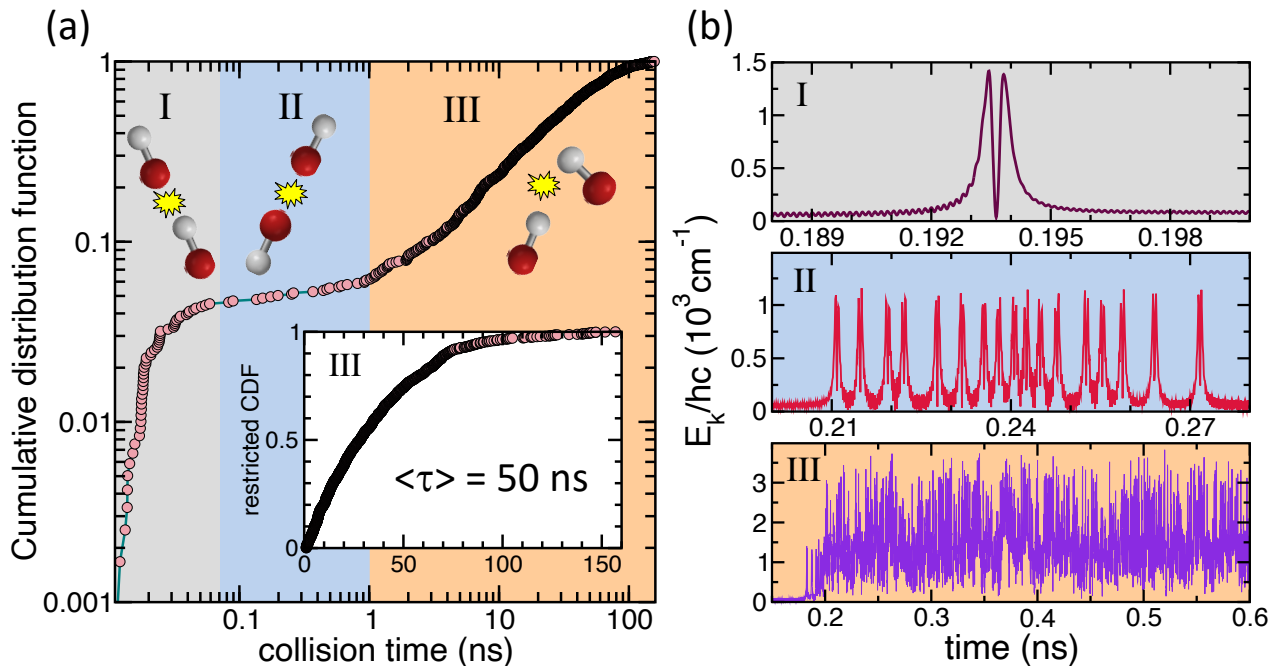 (a)
Cumulative distribution function
1
0.1
0.01
0.001
I
II
III
0.1
1
10
100
collision time (ns)
restricted CDF
III
1
0.5
0
<τ> = 50 ns
0
50
100
150
(b)
E_k/hc (10^3 cm^-1)
I
1.5
1
0.5
0
0.189
0.192
0.195
0.198
II
1
0.5
0
0.21
0.24
0.27
III
3
2
1
0
0.2
0.3
0.4
0.5
0.6
time (ns)